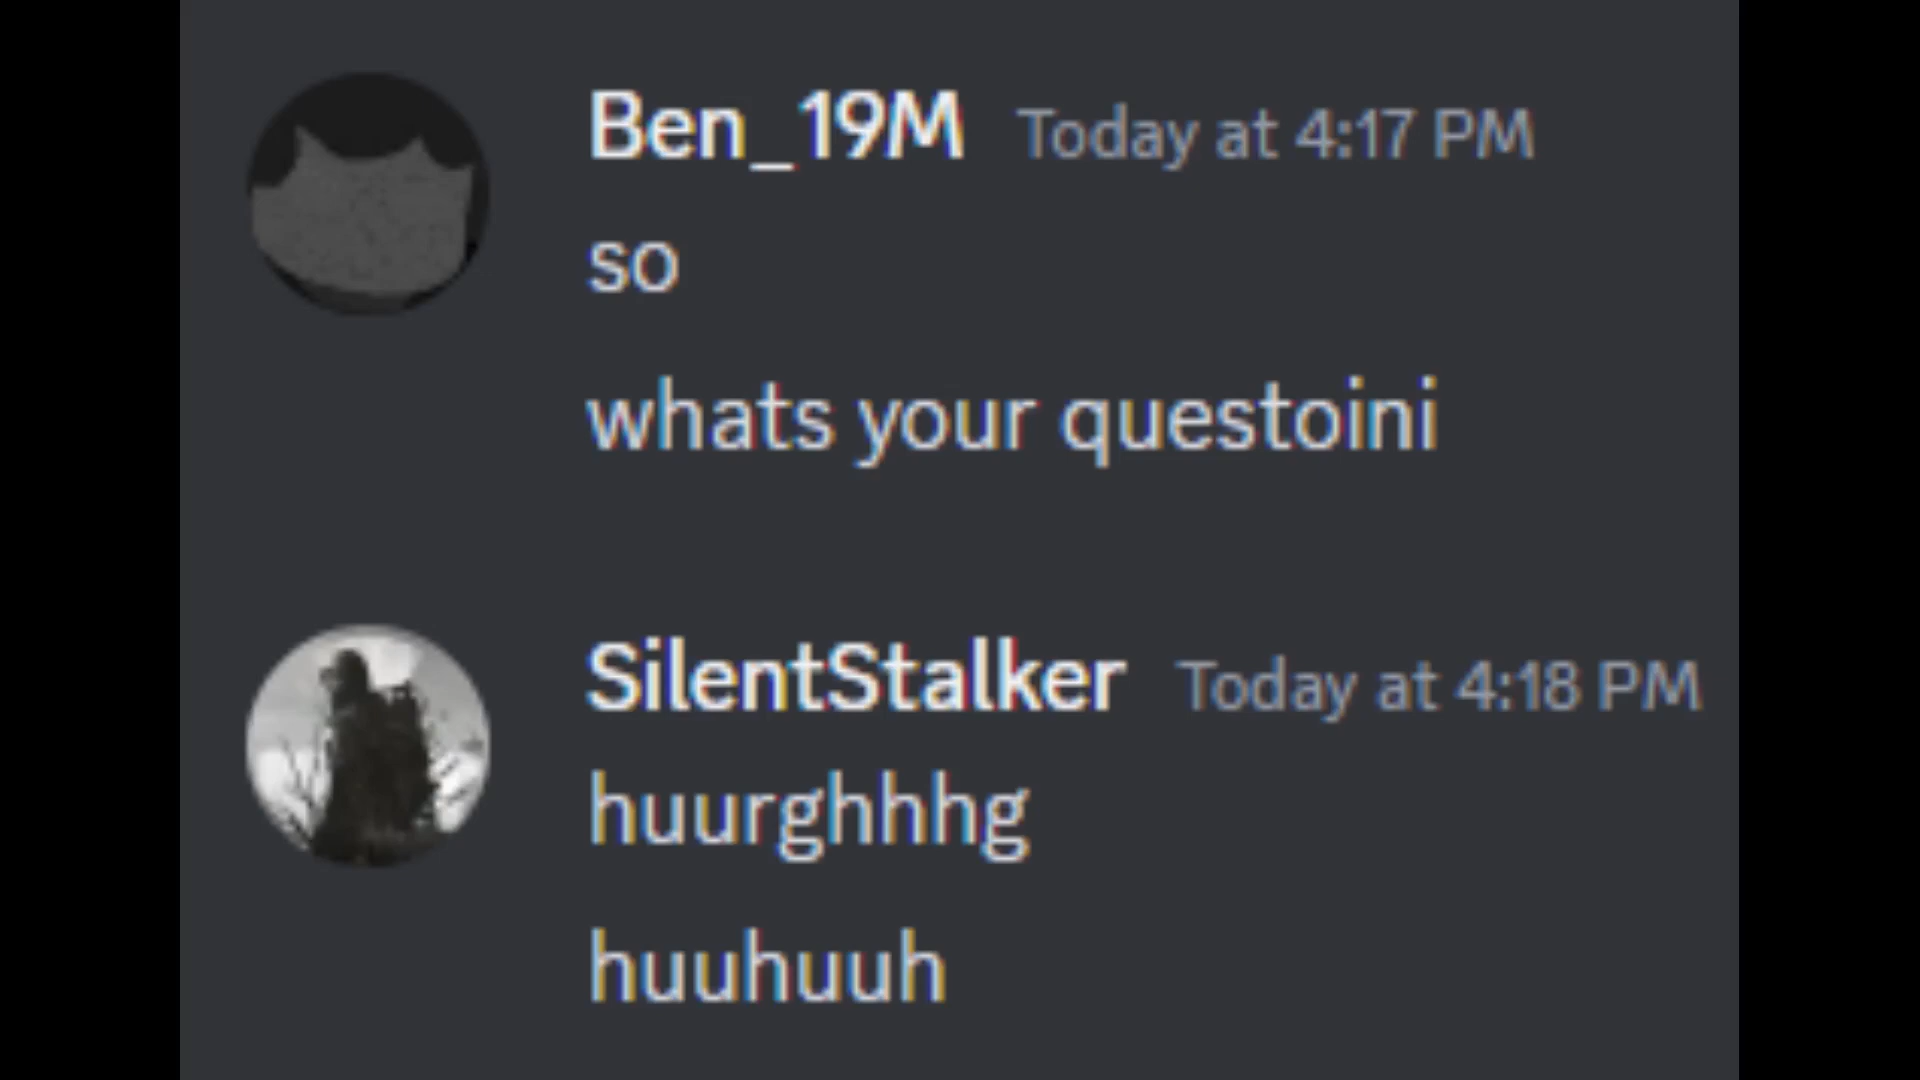 Ben_19M Today at 4:17 PM
so
whats your questoini
SilentStalker Today at 4:18 PM
huurghhhg
huuhuuh